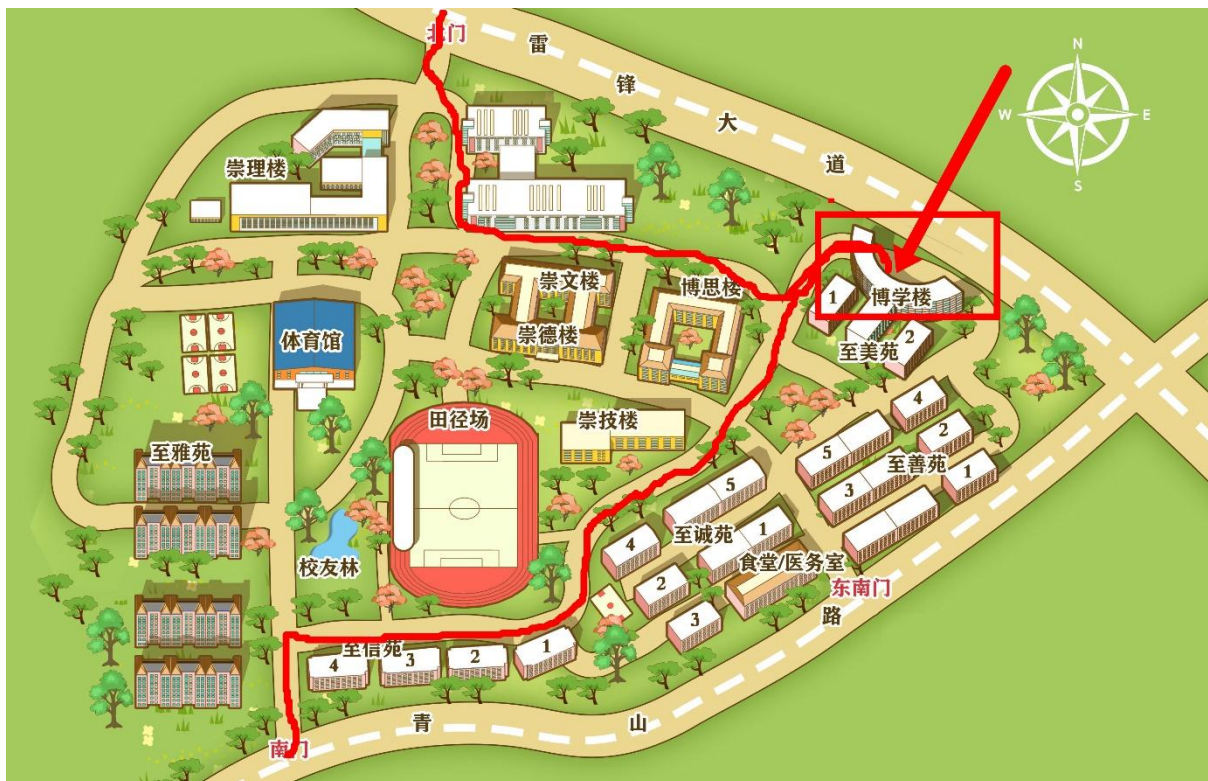 北门
雷
锋
大
道
N
W
E
S
崇理楼
崇文楼
博思楼
博学楼
1
崇德楼
体育馆
2
至美苑
田径场
崇技楼
4
2
至雅苑
5
至善苑
1
3
5
至诚苑
1
4
食堂/医务室
校友林
2
东南门
3
路
至信苑
4
3
2
1
青
山
南门